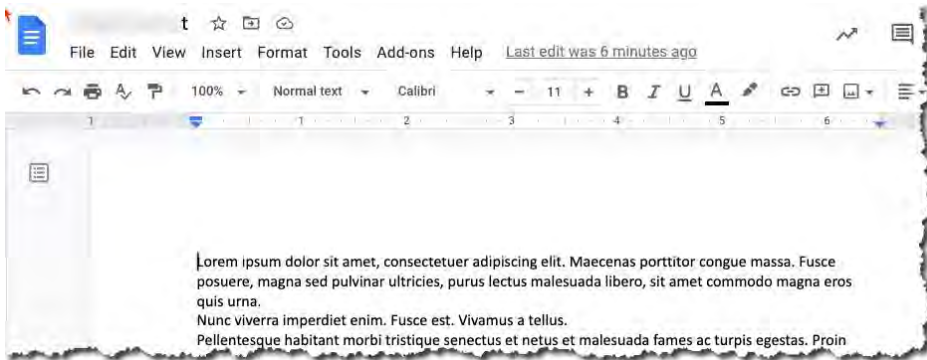 t
File Edit View Insert Format Tools Add-ons Help Last edit was 6 minutes ago
100% Normal text Calibri - 11 + B I U A
1 1 2 3 4 5 6
Lorem ipsum dolor sit amet, consectetuer adipiscing elit. Maecenas porttitor congue massa. Fusce
posuere, magna sed pulvinar ultricies, purus lectus malesuada libero, sit amet commodo magna eros
quis urna.
Nunc viverra imperdiet enim. Fusce est. Vivamus a tellus.
Pellentesque habitant morbi tristique senectus et netus et malesuada fames ac turpis egestas. Proin